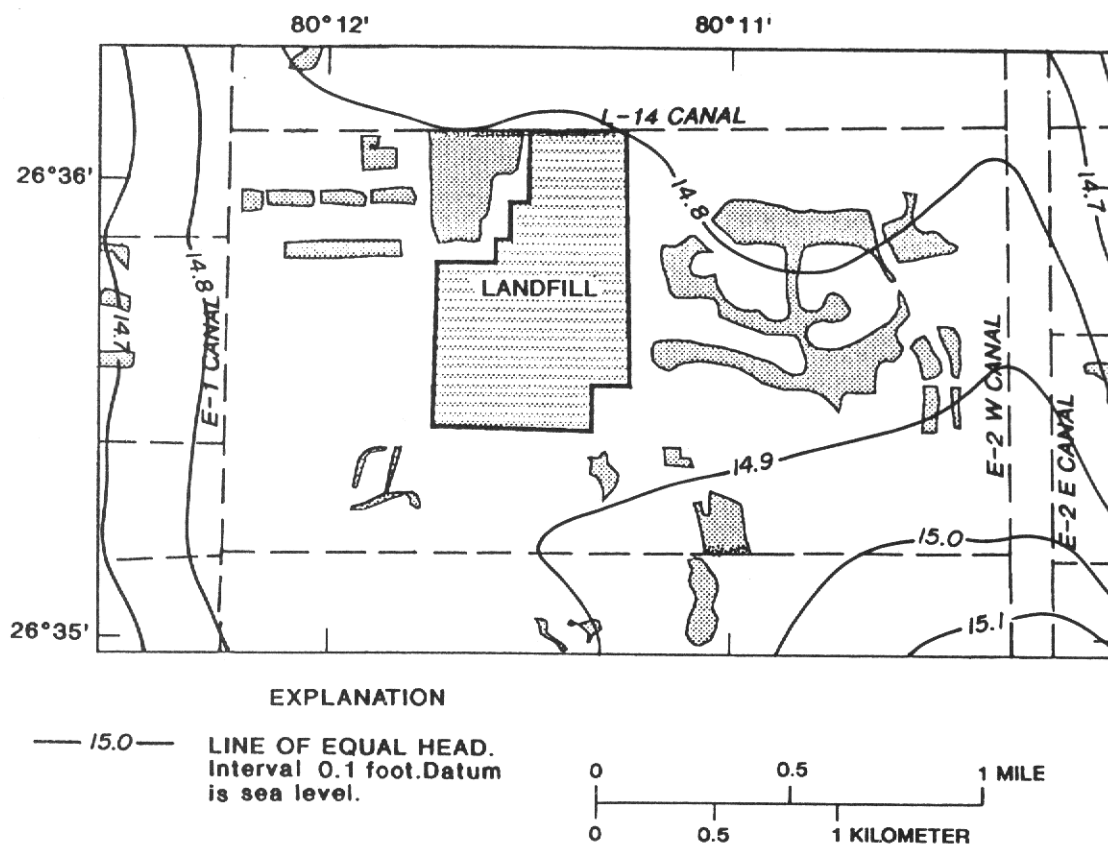 80°12' 80°11'
L-14 CANAL
26°36'
14.8
14.7
14.8
LANDFILL
14.7
E-1 CANAL
E-2 W CANAL
E-2 E CANAL
14.9
15.0
15.1
26°35'
EXPLANATION
15.0 LINE OF EQUAL HEAD.
Interval 0.1 foot.Datum
is sea level.
0 0.5 1 MILE
0 0.5 1 KILOMETER